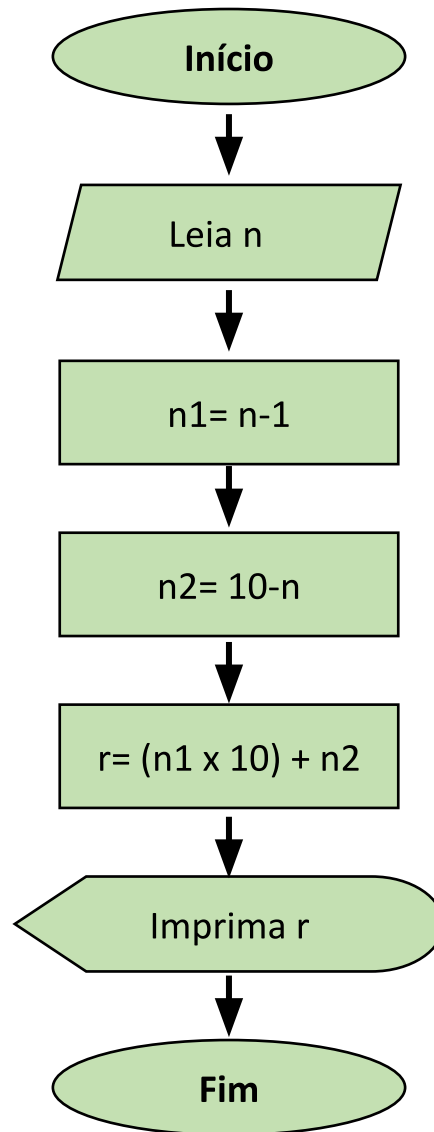 Início
Leia n
n1= n-1
n2= 10-n
r= (n1 x 10) + n2
Imprima r
Fim